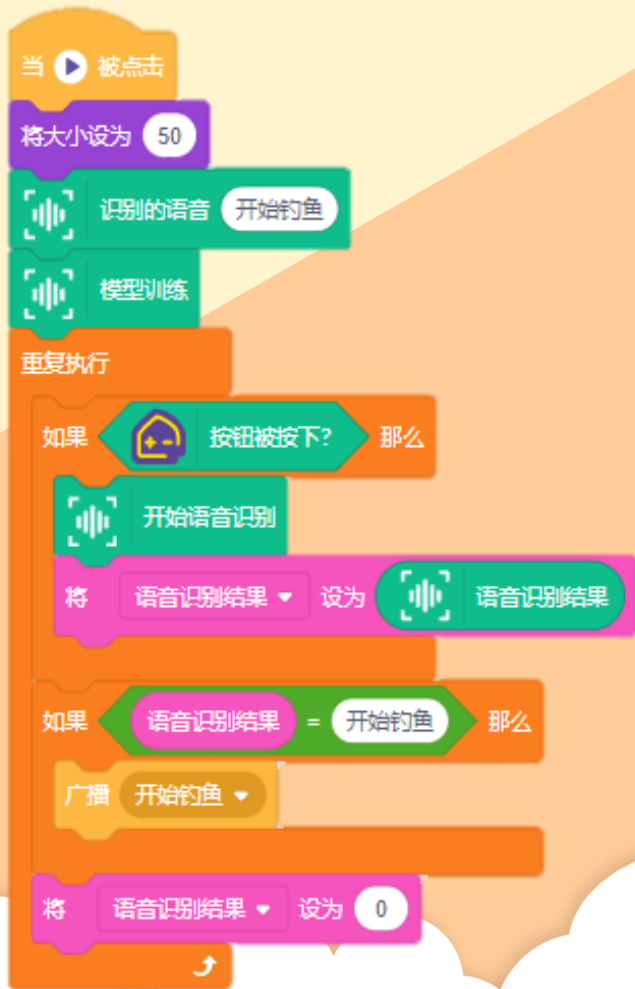 当 被点击
将大小设为 50
识别的语音 开始钓鱼
模型训练
重复执行
如果 按钮被按下? 那么
开始语音识别
将 语音识别结果 设为 语音识别结果
如果 语音识别结果 = 开始钓鱼 那么
广播 开始钓鱼
将 语音识别结果 设为 0